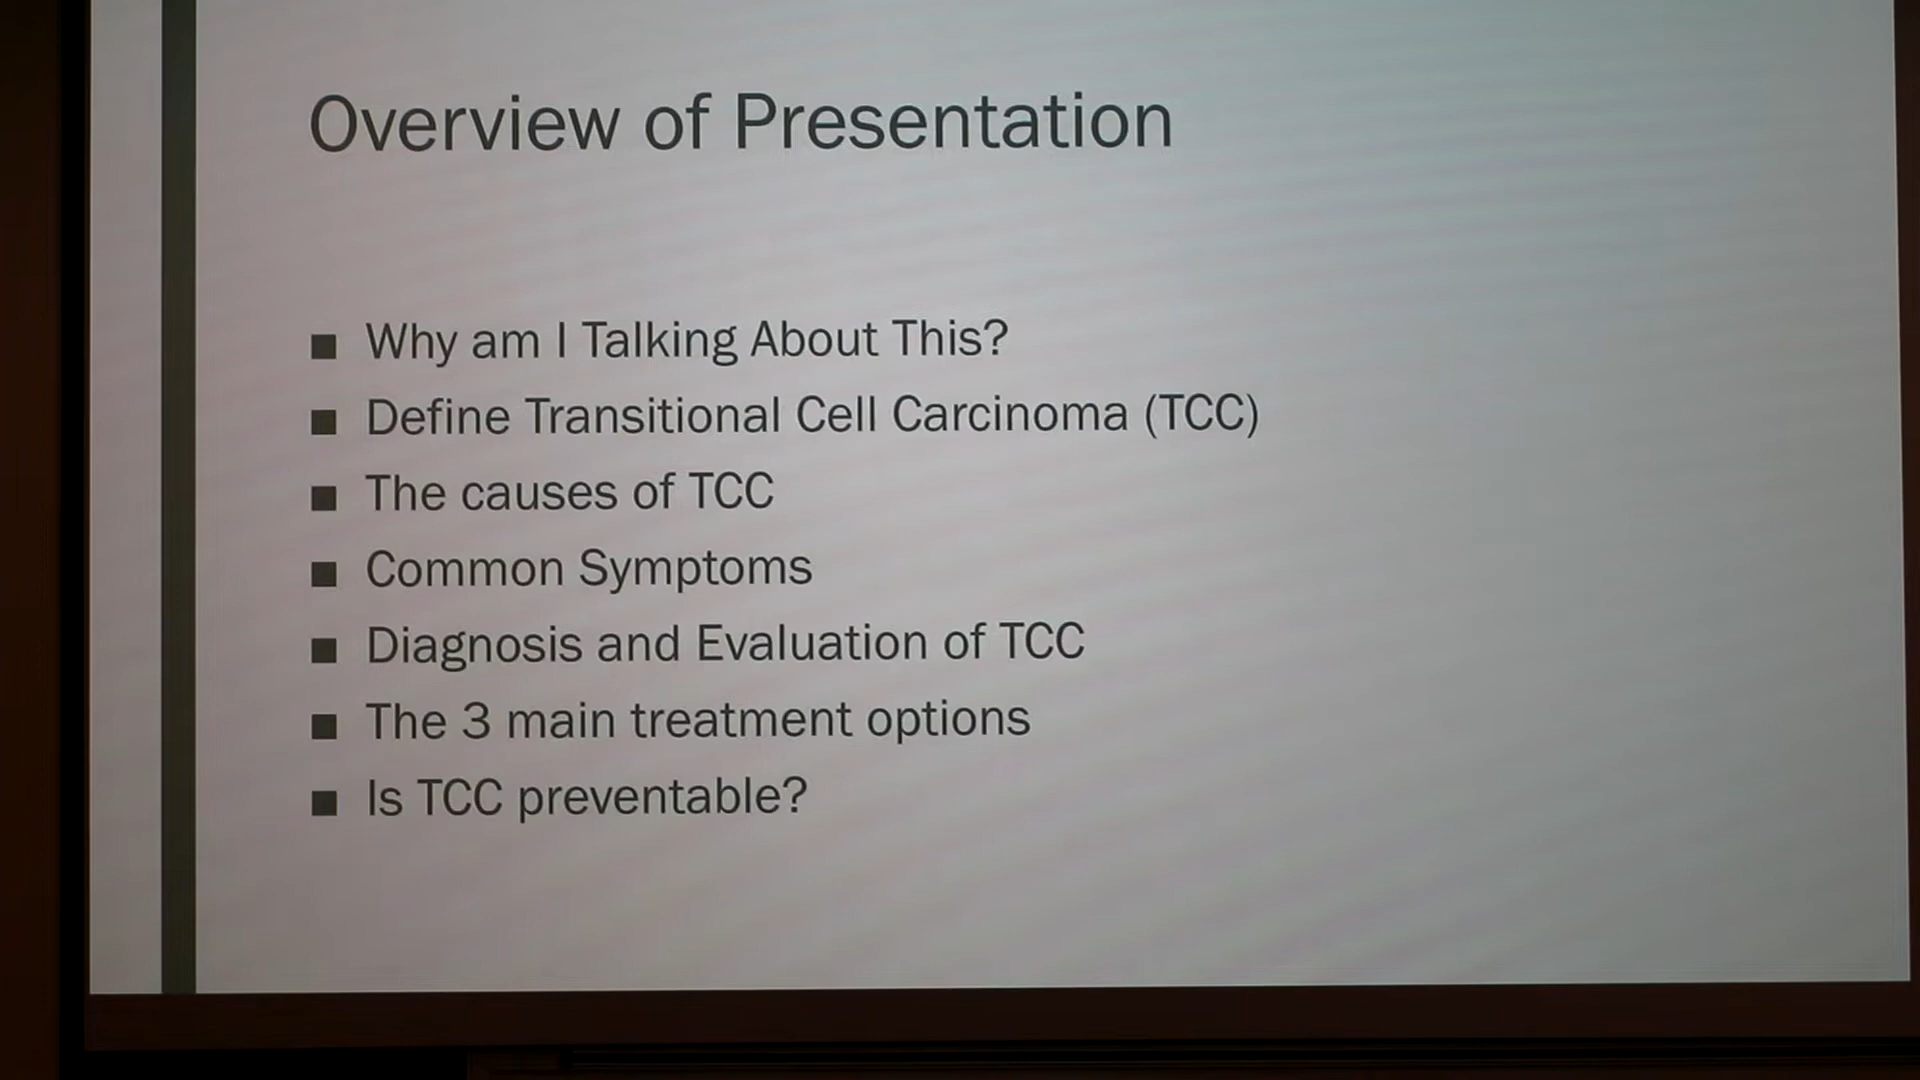 Overview of Presentation
■ Why am I Talking About This?
■ Define Transitional Cell Carcinoma (TCC)
■ The causes of TCC
■ Common Symptoms
■ Diagnosis and Evaluation of TCC
■ The 3 main treatment options
■ Is TCC preventable?